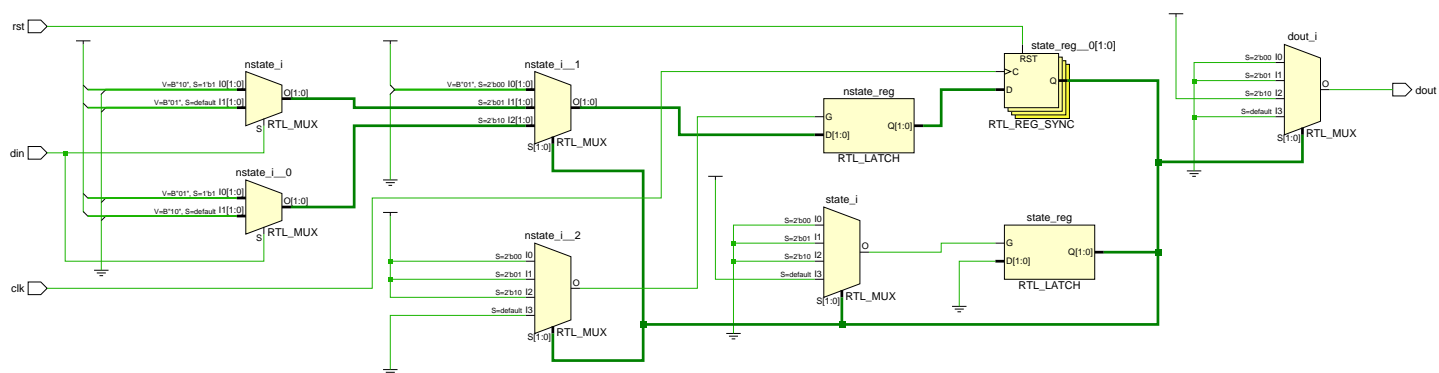 rst
din
clk
nstate_i
V=B"10", S=1'b1 I0[1:0]
V=B"01", S=default I1[1:0]
O[1:0]
S
RTL_MUX
nstate_i__0
V=B"01", S=1'b1 I0[1:0]
V=B"10", S=default I1[1:0]
O[1:0]
S
RTL_MUX
nstate_i__1
V=B"01", S=2'b00 I0[1:0]
S=2'b01 I1[1:0]
S=2'b10 I2[1:0]
O[1:0]
S[1:0]
RTL_MUX
nstate_i__2
S=2'b00 I0
S=2'b01 I1
S=2'b10 I2
S=default I3
O
S[1:0]
RTL_MUX
nstate_reg
G
D[1:0]
Q[1:0]
RTL_LATCH
state_i
S=2'b00 I0
S=2'b01 I1
S=2'b10 I2
S=default I3
O
S[1:0]
RTL_MUX
state_reg__0[1:0]
RST
C
D
Q
RTL_REG_SYNC
state_reg
G
D[1:0]
Q[1:0]
RTL_LATCH
dout_i
S=2'b00 I0
S=2'b01 I1
S=2'b10 I2
S=default I3
O
S[1:0]
RTL_MUX
dout